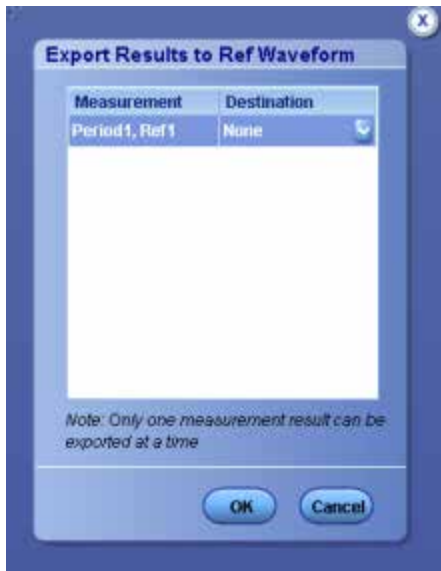 X
Export Results to Ref Waveform
Measurement Destination
Period1, Ref1 None
Note: Only one measurement result can be
exported at a time
OK Cancel